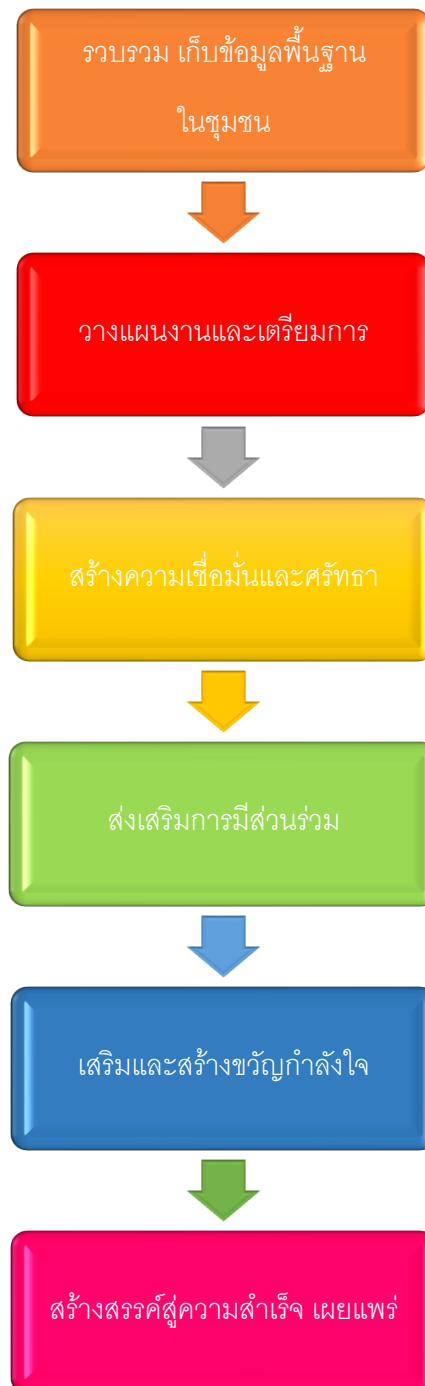 รวบรวม เก็บข้อมูลพื้นฐาน
ในชุมชน
วางแผนงานและเตรียมการ
สร้างความเชื่อมั่นและศรัทธา
ส่งเสริมการมีส่วนร่วม
เสริมและสร้างขวัญกำลังใจ
สร้างสรรค์สู่ความสำเร็จ เผยแพร่